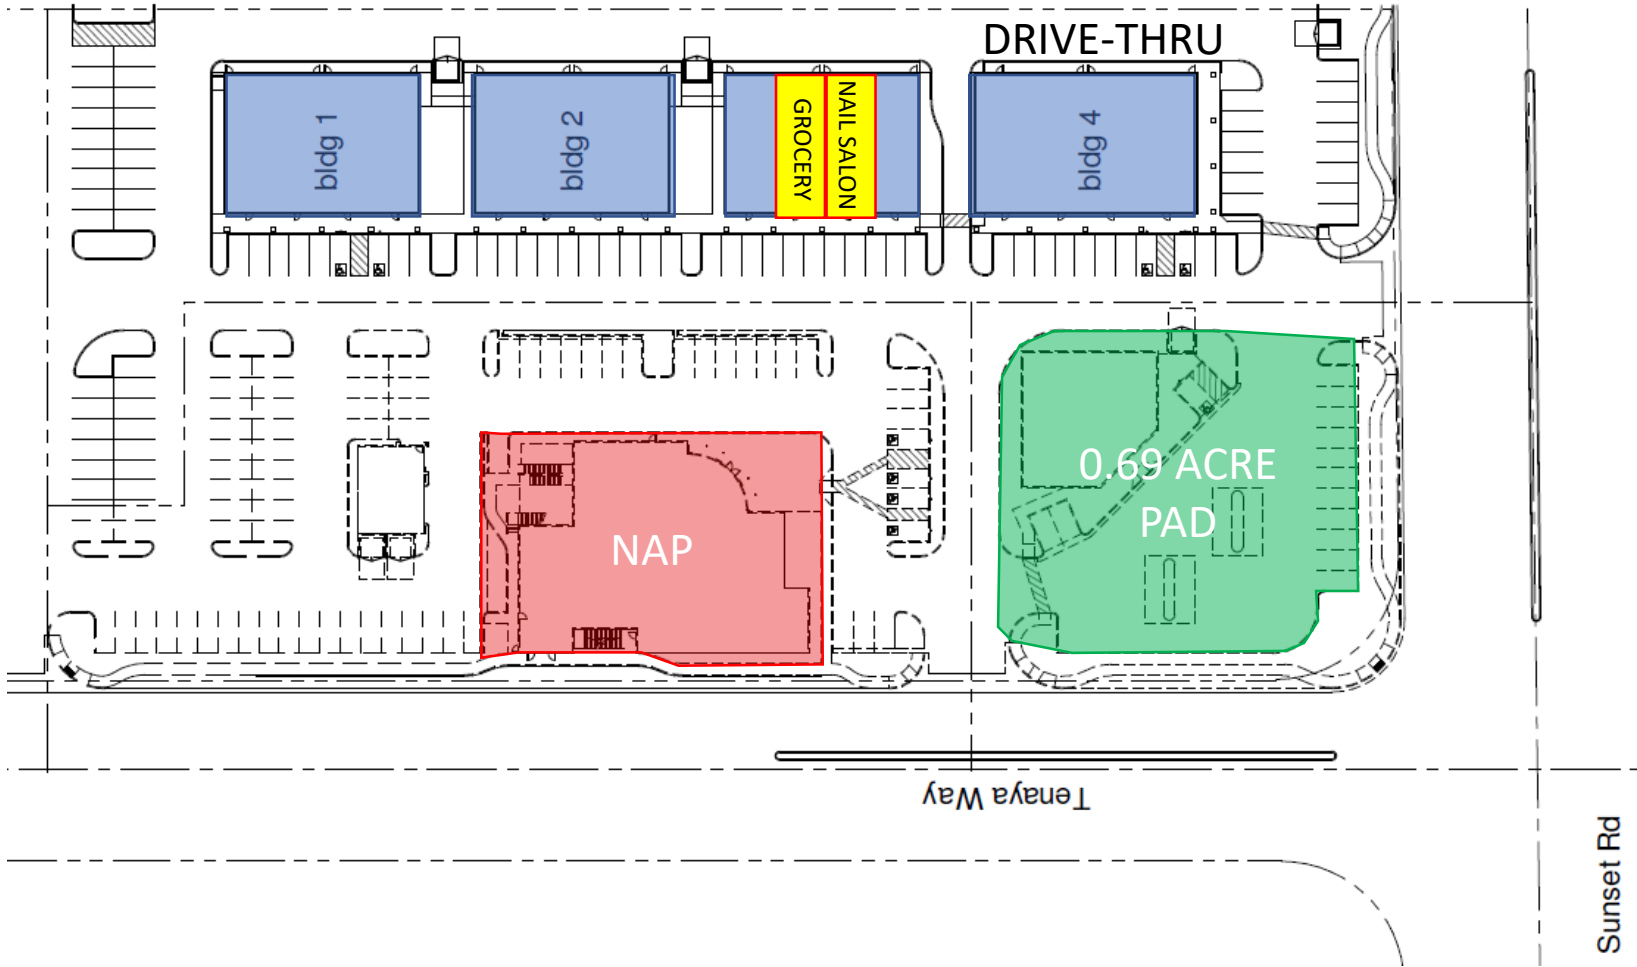 DRIVE-THRU
bldg 1
bldg 2
GROCERY
NAIL SALON
bldg 4
0.69 ACRE
PAD
NAP
Tenaya Way
Sunset Rd